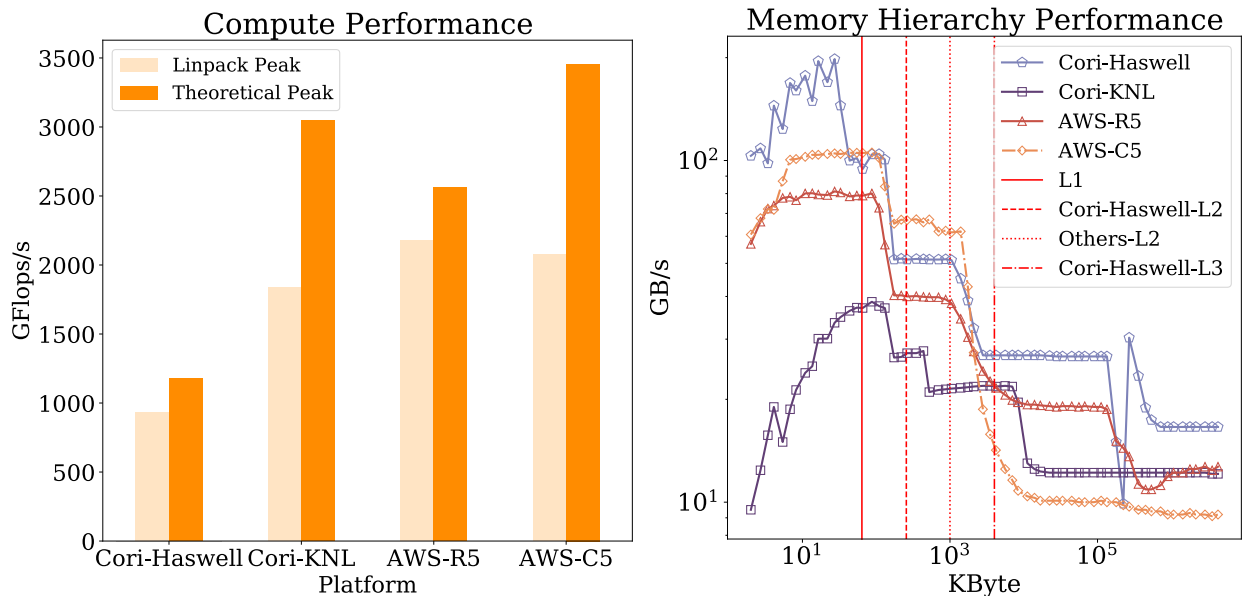 Compute Performance
Linpack Peak
Theoretical Peak
GFlops/s
3500
3000
2500
2000
1500
1000
500
0
Cori-Haswell Cori-KNL AWS-R5 AWS-C5
Platform
Memory Hierarchy Performance
Cori-Haswell
Cori-KNL
AWS-R5
AWS-C5
L1
Cori-Haswell-L2
Others-L2
Cori-Haswell-L3
GB/s
10²
10¹
10¹ 10³ 10⁵
KByte